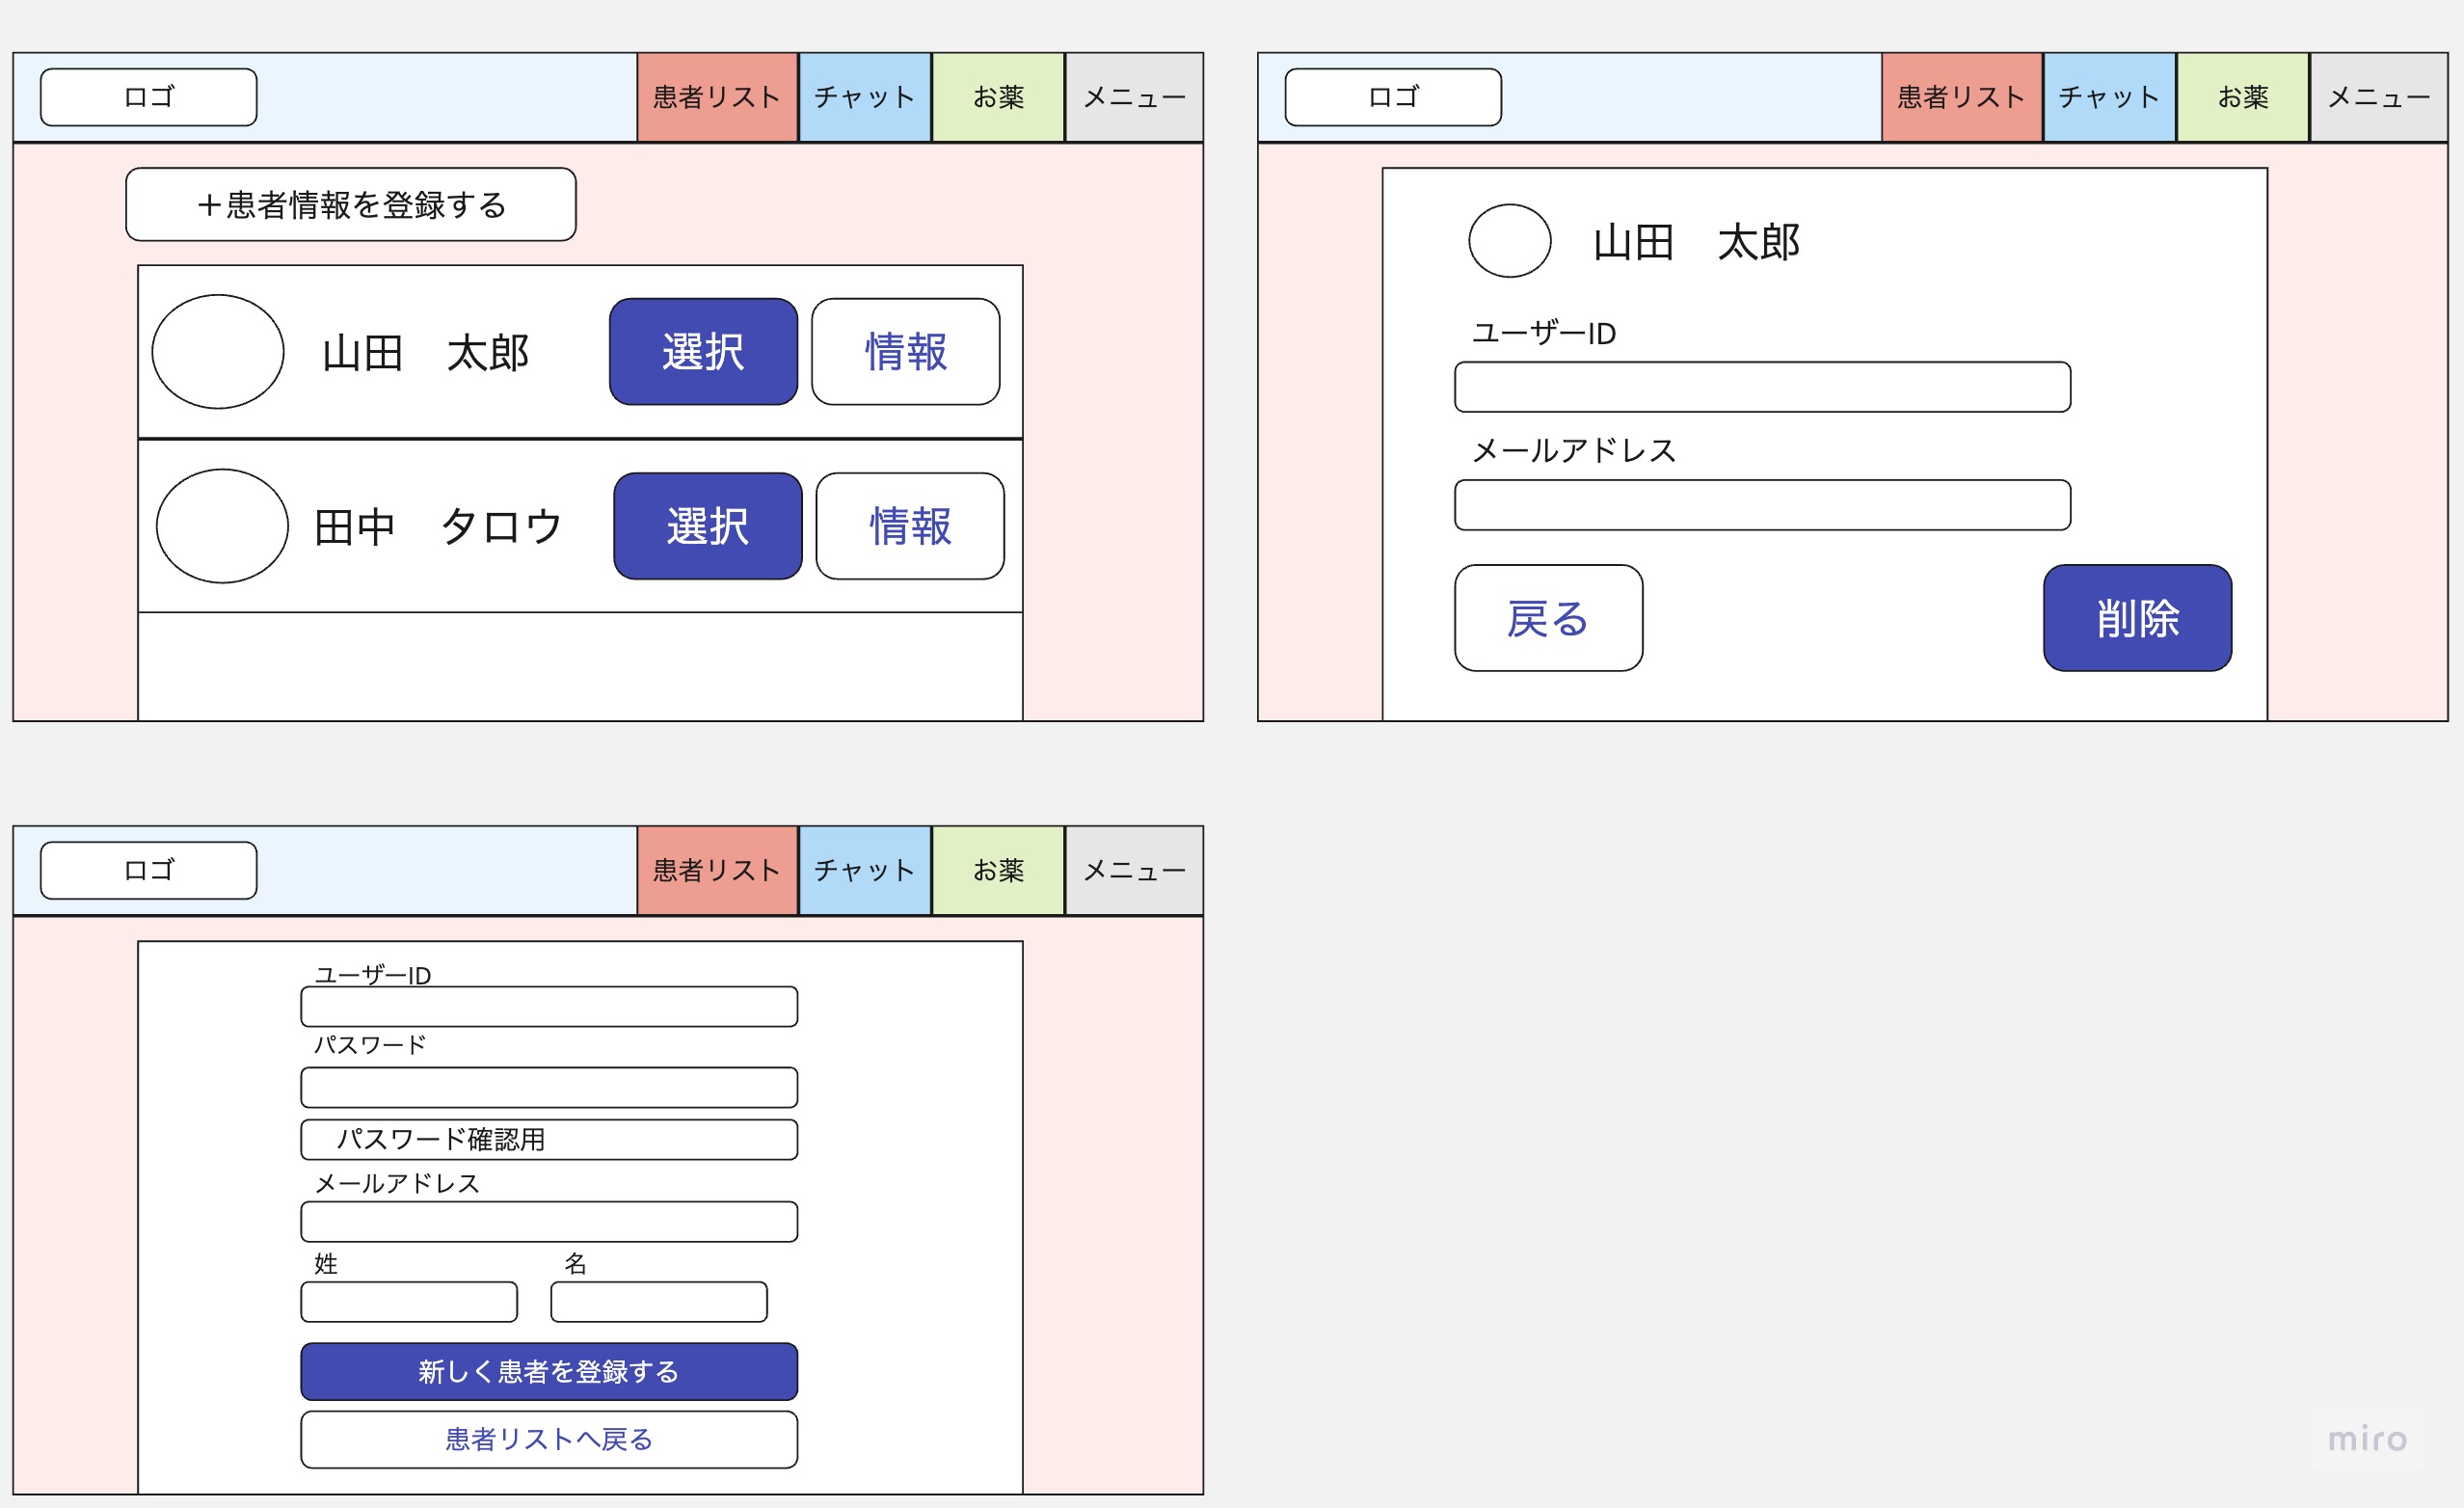 ロゴ
患者リスト
チャット
お薬
メニュー
＋患者情報を登録する
山田　太郎
選択
情報
田中　タロウ
選択
情報
ロゴ
患者リスト
チャット
お薬
メニュー
山田　太郎
ユーザーID
メールアドレス
戻る
削除
ロゴ
患者リスト
チャット
お薬
メニュー
ユーザーID
パスワード
パスワード確認用
メールアドレス
姓
名
新しく患者を登録する
患者リストへ戻る
miro